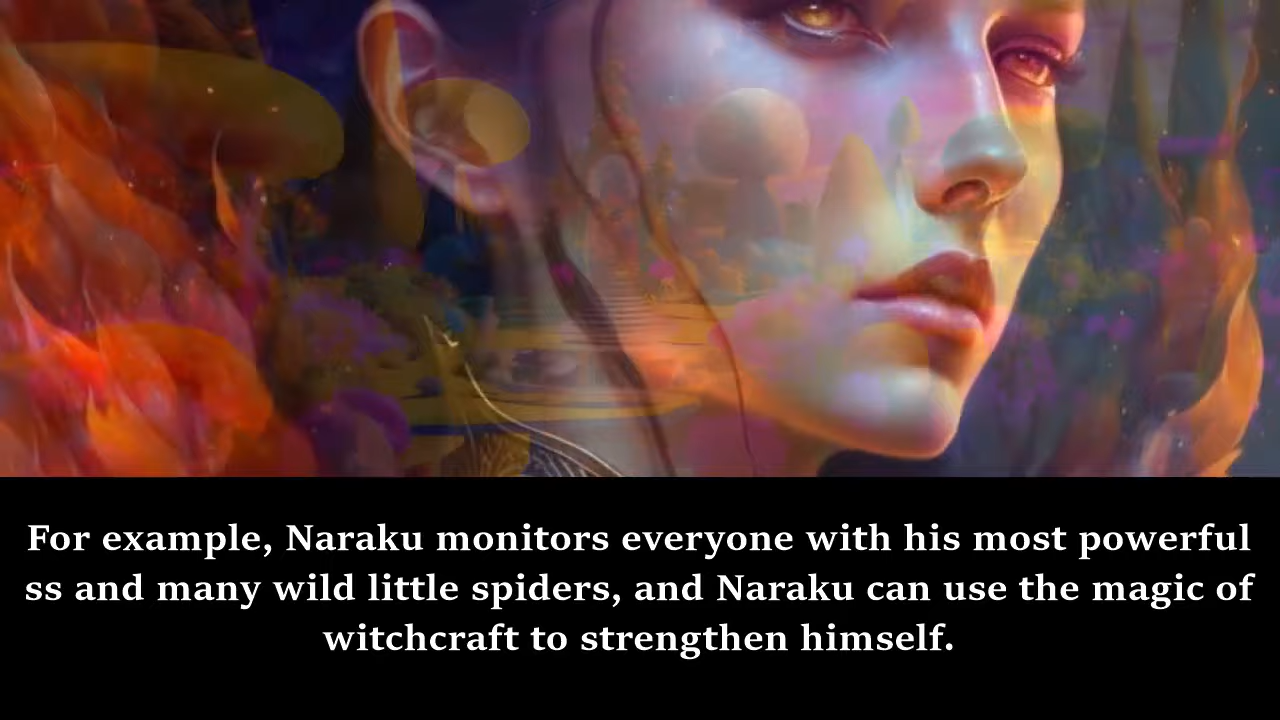 For example, Naraku monitors everyone with his most powerful
ss and many wild little spiders, and Naraku can use the magic of
witchcraft to strengthen himself.